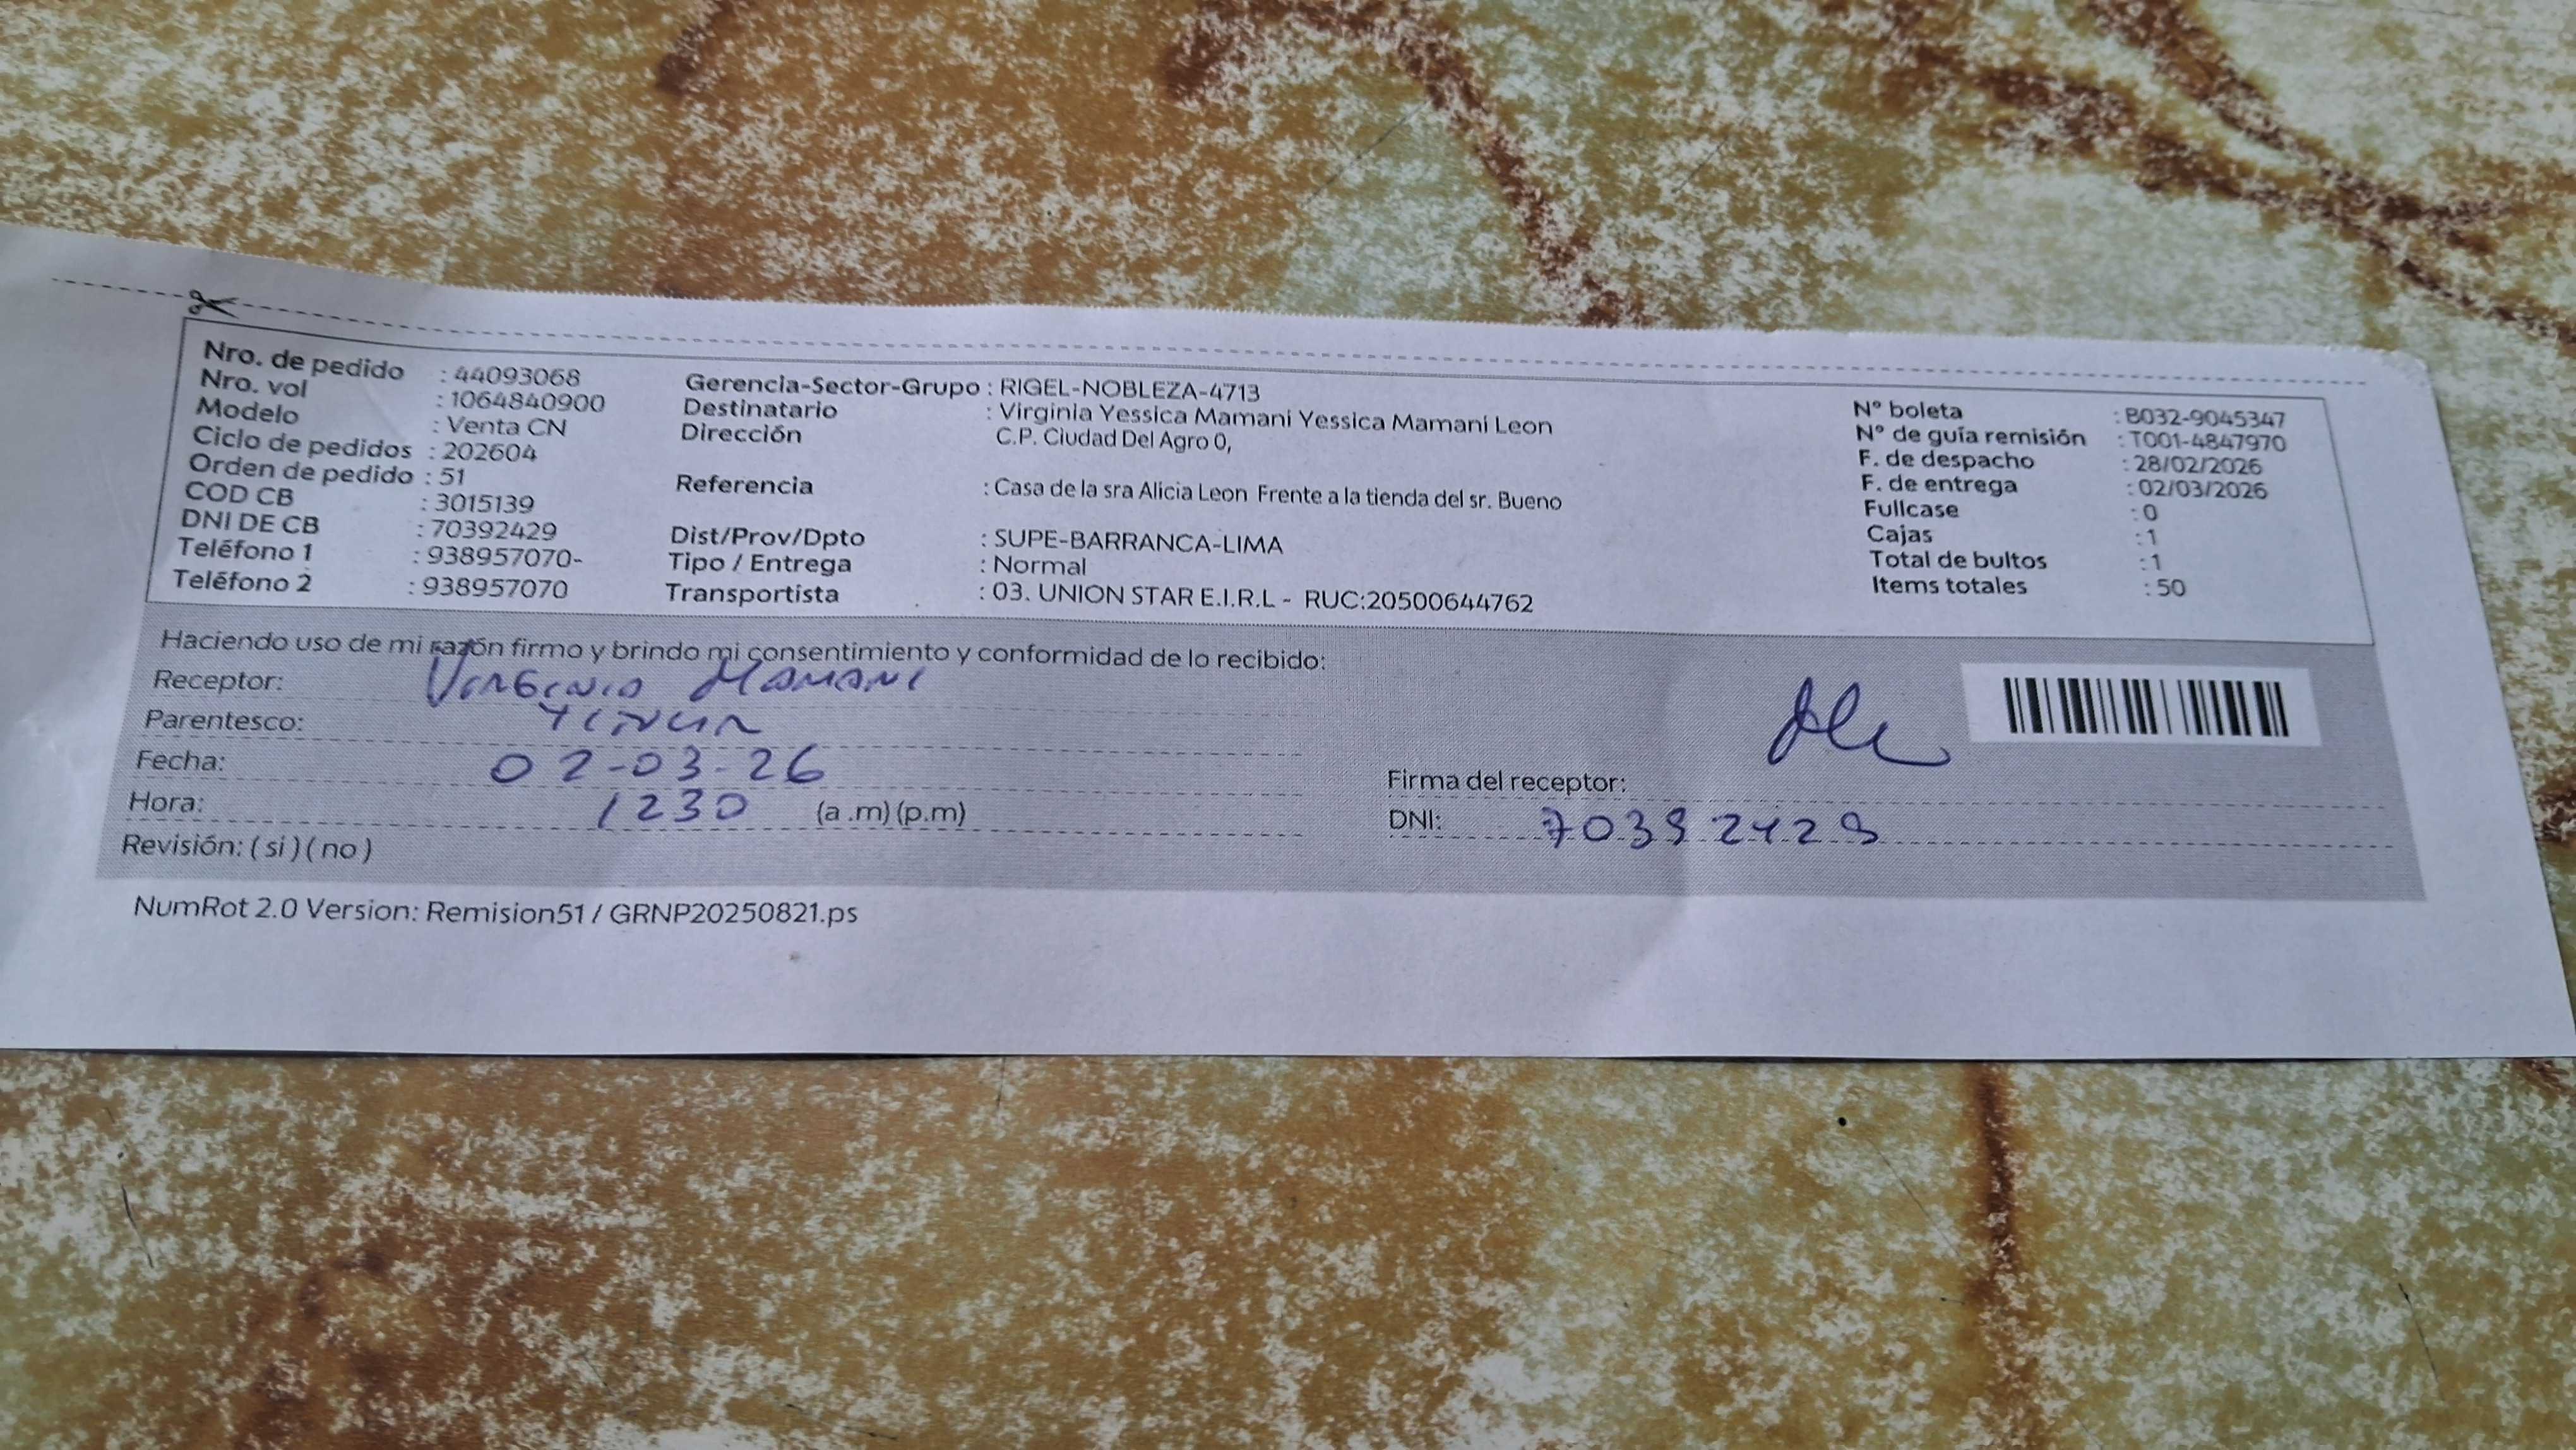 Nro. de pedido : 44093068
Nro. vol : 1064840900
Modelo : Venta CN
Ciclo de pedidos : 202604
Orden de pedido : 51
COD CB : 3015139
DNI DE CB : 70392429
Teléfono 1 : 938957070-
Teléfono 2 : 938957070
Gerencia-Sector-Grupo : RIGEL-NOBLEZA-4713
Destinatario : Virginia Yessica Mamani Yessica Mamani Leon
Dirección C.P. Ciudad Del Agro 0,
Referencia : Casa de la sra Alicia Leon Frente a la tienda del sr. Bueno
Dist/Prov/Dpto : SUPE-BARRANCA-LIMA
Tipo / Entrega : Normal
Transportista : 03. UNION STAR E.I.R.L - RUC:20500644762
N° boleta : B032-9045347
N° de guía remisión : T001-4847970
F. de despacho : 28/02/2026
F. de entrega : 02/03/2026
Fullcase : 0
Cajas : 1
Total de bultos : 1
Items totales : 50
Haciendo uso de mi razón firmo y brindo mi consentimiento y conformidad de lo recibido:
Receptor: Virginia Mamani
Parentesco:
Fecha: 02-03-26
Hora: 1230 (a .m) (p.m)
Revisión: ( si ) ( no )
Firma del receptor:
DNI: 70392429
NumRot 2.0 Version: Remision51 / GRNP20250821.ps